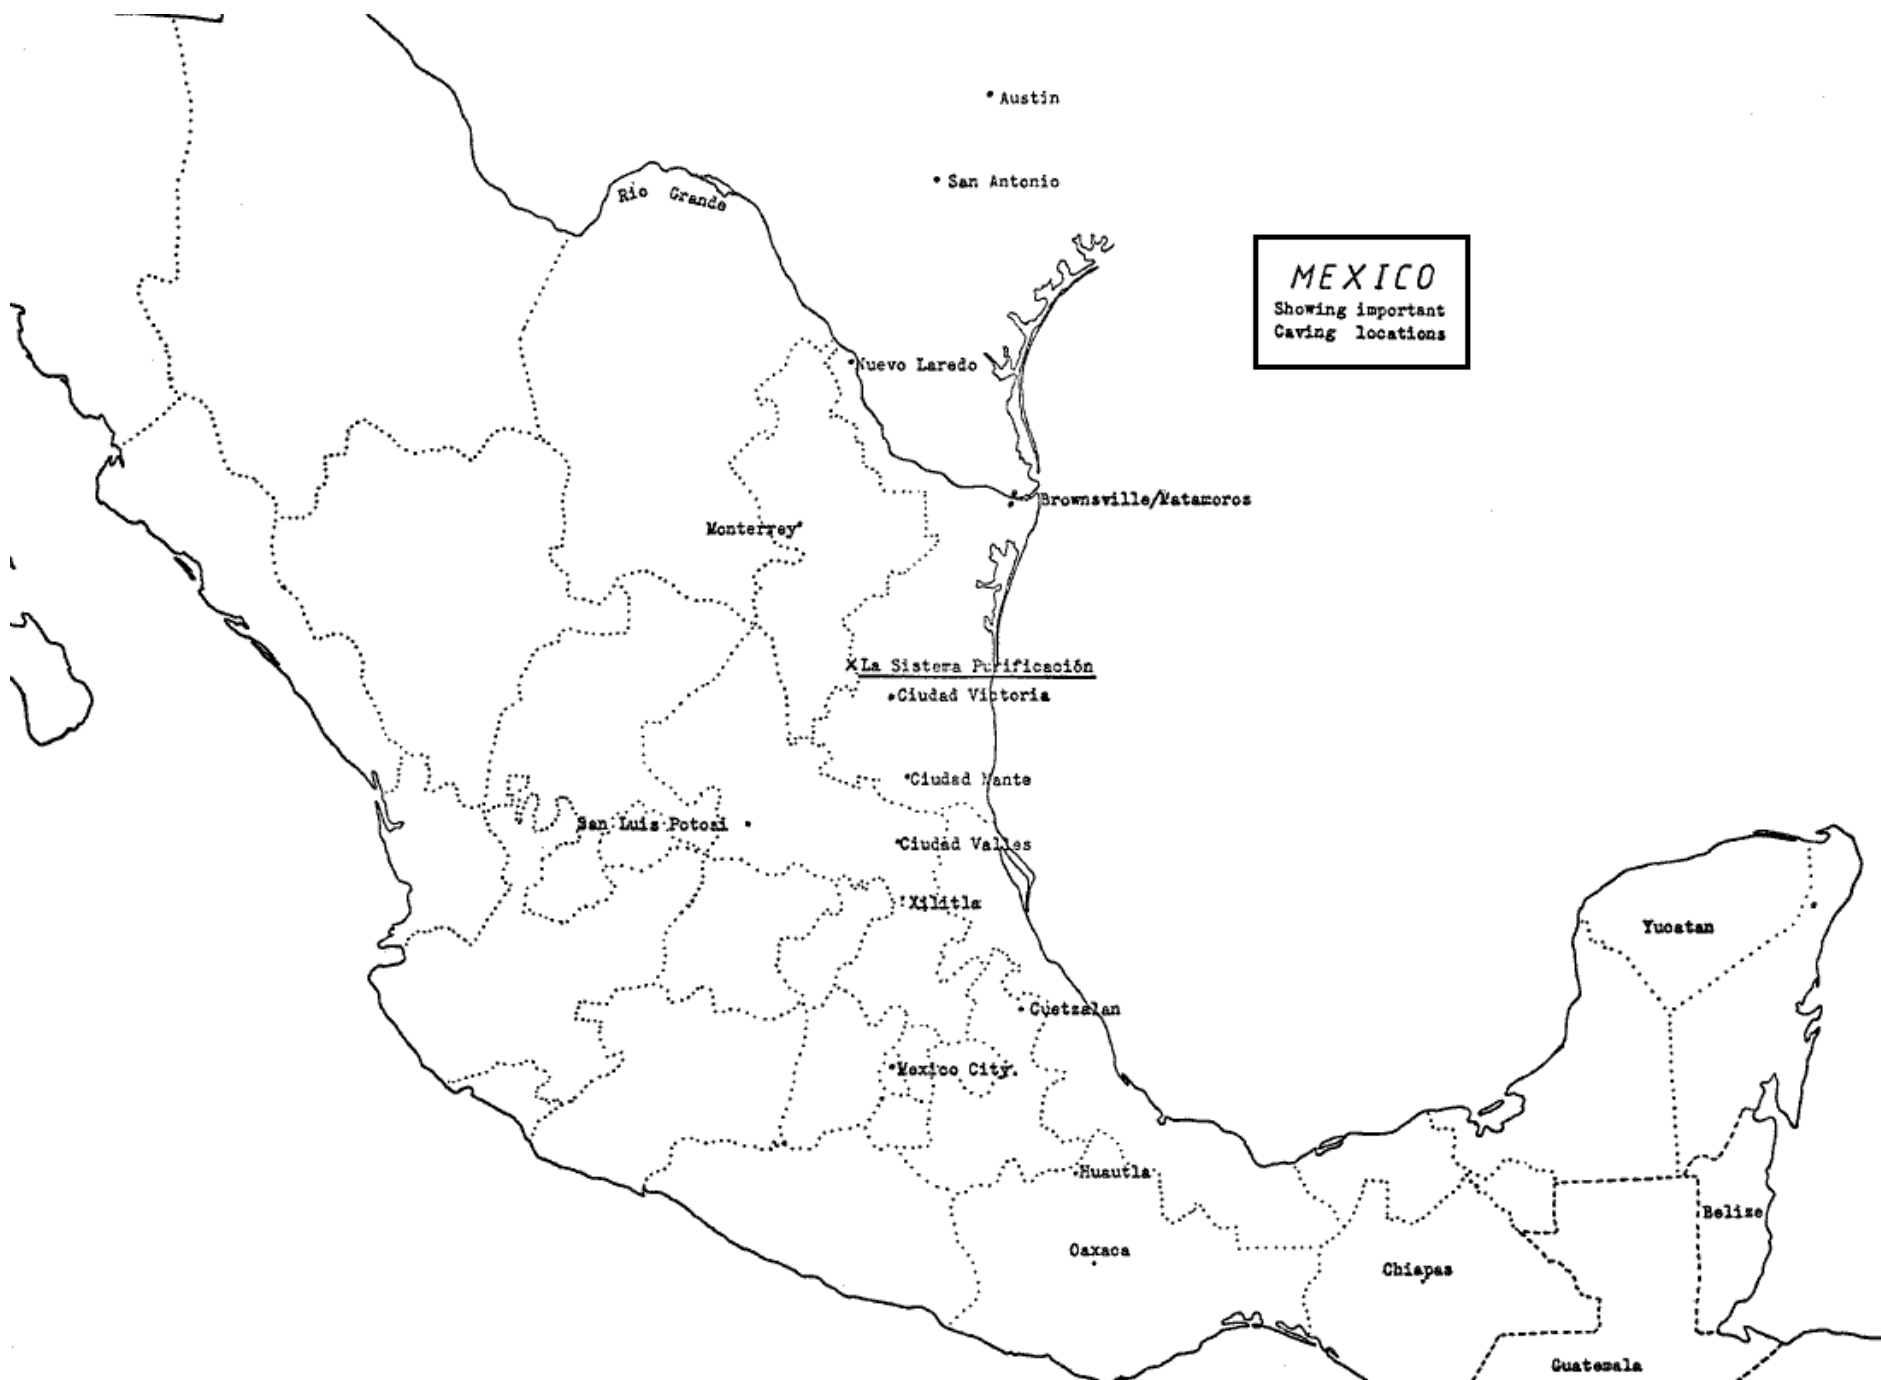 Austin
San Antonio
Rio Grande
MEXICO
Showing important
Caving locations
Nuevo Laredo
Brownsville/Matamoros
Monterrey
La Sistema Purificación
Ciudad Victoria
Ciudad Mante
San Luis Potosi
Ciudad Valles
Xilitla
Yucatan
Cuetzalan
Mexico City.
Huautla
Belize
Oaxaca
Chiapas
Guatemala